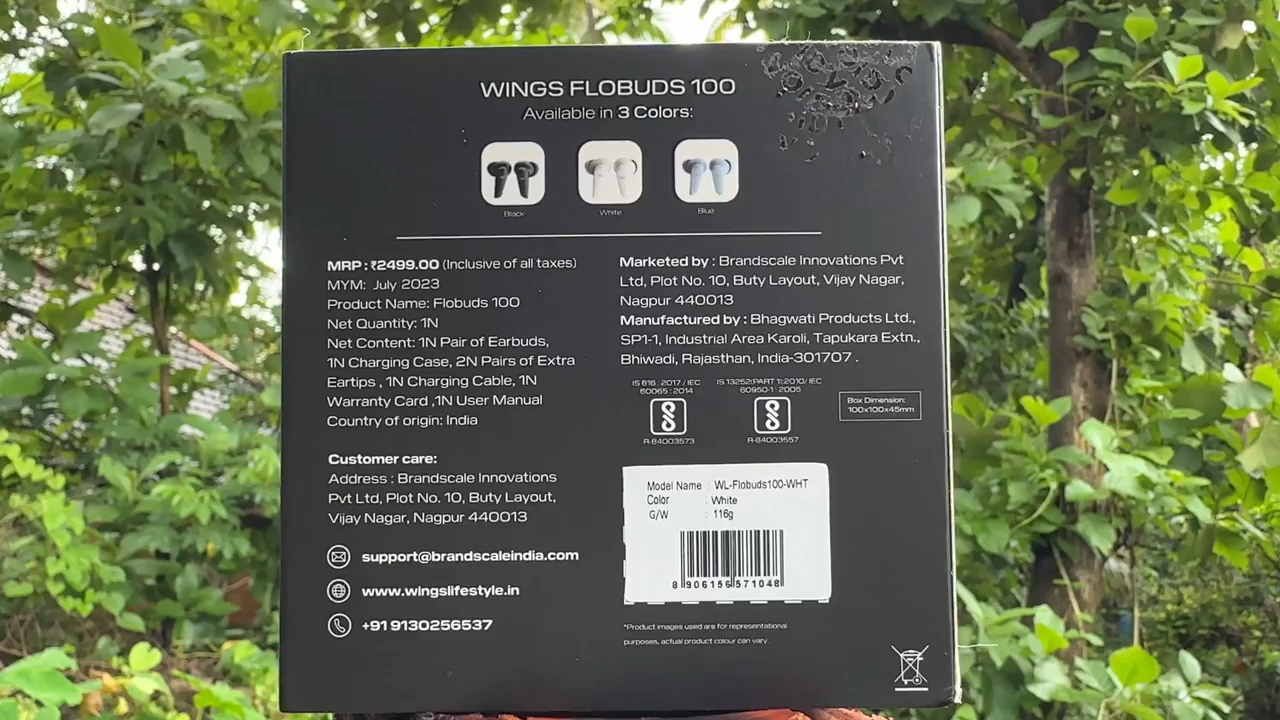 WINGS FLOBUDS 100
Available in 3 Colors:
Black
White
Blue
MRP : ₹2499.00 (Inclusive of all taxes)
MYM: July 2023
Product Name: Flobuds 100
Net Quantity: 1N
Net Content: 1N Pair of Earbuds,
1N Charging Case, 2N Pairs of Extra
Eartips , 1N Charging Cable, 1N
Warranty Card ,1N User Manual
Country of origin: India
Customer care:
Address : Brandscale Innovations
Pvt Ltd, Plot No. 10, Buty Layout,
Vijay Nagar, Nagpur 440013
support@brandscaleindia.com
www.wingslifestyle.in
+91 9130256537
Marketed by : Brandscale Innovations Pvt
Ltd, Plot No. 10, Buty Layout, Vijay Nagar,
Nagpur 440013
Manufactured by : Bhagwati Products Ltd.,
SP1-1, Industrial Area Karoli, Tapukara Extn.,
Bhiwadi, Rajasthan, India-301707 .
IS 616 : 2017 / IEC
60065 : 2014
R-84003573
IS 13252(PART 1):2010/ IEC
60950-1 : 2005
R-84003557
Box Dimension:
100x100x45mm
Model Name : WL-Flobuds100-WHT
Color : White
G/W : 116g
8 906156 571048
*Product images used are for representational
purposes, actual product colour can vary.